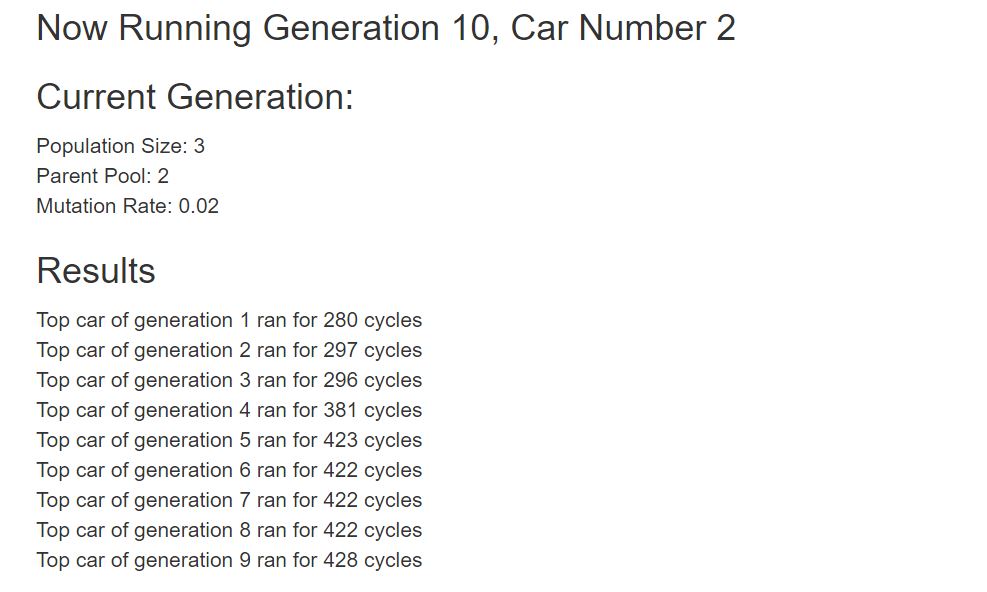 Now Running Generation 10, Car Number 2
Current Generation:
Population Size: 3
Parent Pool: 2
Mutation Rate: 0.02
Results
Top car of generation 1 ran for 280 cycles
Top car of generation 2 ran for 297 cycles
Top car of generation 3 ran for 296 cycles
Top car of generation 4 ran for 381 cycles
Top car of generation 5 ran for 423 cycles
Top car of generation 6 ran for 422 cycles
Top car of generation 7 ran for 422 cycles
Top car of generation 8 ran for 422 cycles
Top car of generation 9 ran for 428 cycles